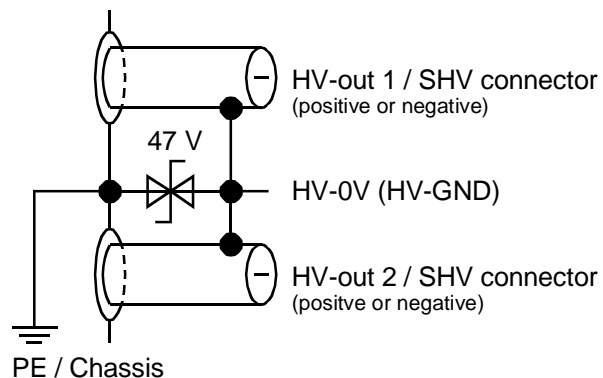 HV-out 1 / SHV connector
(positive or negative)
47 V
HV-0V (HV-GND)
HV-out 2 / SHV connector
(positve or negative)
PE / Chassis